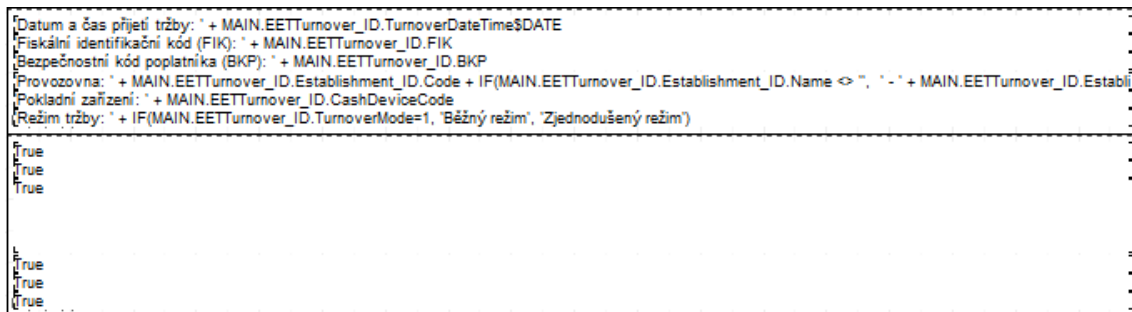 'Datum a čas přijetí tržby: ' + MAIN.EETTurnover_ID.TurnoverDateTime$DATE
'Fiskální identifikační kód (FIK): ' + MAIN.EETTurnover_ID.FIK
'Bezpečnostní kód poplatníka (BKP): ' + MAIN.EETTurnover_ID.BKP
'Provozovna: ' + MAIN.EETTurnover_ID.Establishment_ID.Code + IF(MAIN.EETTurnover_ID.Establishment_ID.Name <> '', ' - ' + MAIN.EETTurnover_ID.Establi
'Pokladní zařízení: ' + MAIN.EETTurnover_ID.CashDeviceCode
'Režim tržby: ' + IF(MAIN.EETTurnover_ID.TurnoverMode=1, 'Běžný režim', 'Zjednodušený režim')
True
True
True
True
True
True